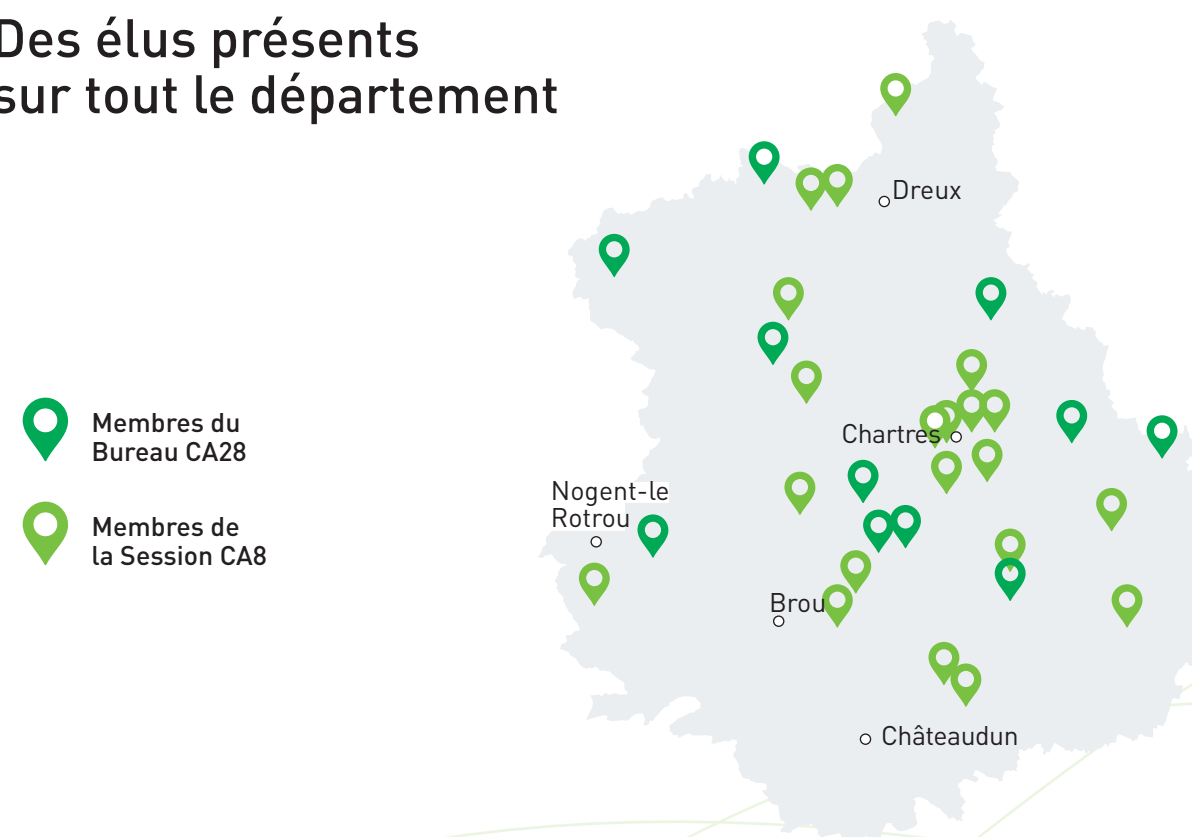 Des élus présents
sur tout le département
Dreux
Membres du
Bureau CA28
Chartres
Nogent-le
Rotrou
Membres de
la Session CA8
Brou
Châteaudun